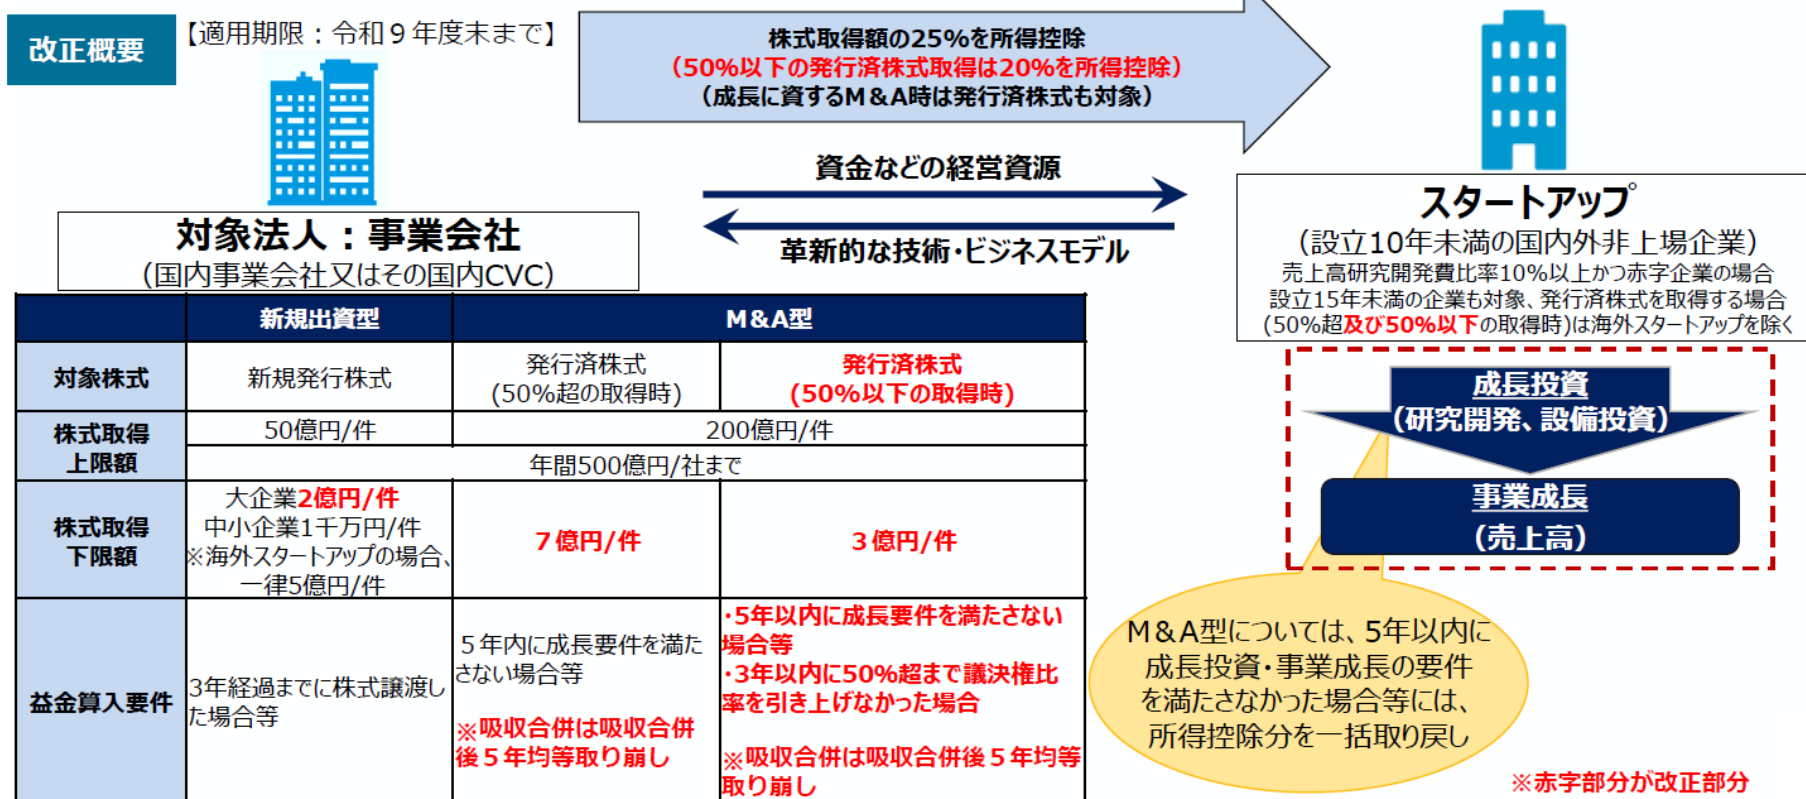 改正概要
【適用期限：令和９年度末まで】
株式取得額の25%を所得控除
（50%以下の発行済株式取得は20%を所得控除）
（成長に資するＭ＆Ａ時は発行済株式も対象）
資金などの経営資源
革新的な技術・ビジネスモデル
対象法人：事業会社
（国内事業会社又はその国内CVC）
スタートアップ
（設立10年未満の国内外非上場企業）
売上高研究開発費比率10%以上かつ赤字企業の場合
設立15年未満の企業も対象、発行済株式を取得する場合
(50%超及び50%以下の取得時)は海外スタートアップを除く
新規出資型
Ｍ＆Ａ型
対象株式
新規発行株式
発行済株式
(50%超の取得時)
発行済株式
(50%以下の取得時)
株式取得
上限額
50億円/件
200億円/件
年間500億円/社まで
株式取得
下限額
大企業2億円/件
中小企業1千万円/件
※海外スタートアップの場合、
一律5億円/件
７億円/件
３億円/件
益金算入要件
3年経過までに株式譲渡し
た場合等
５年内に成長要件を満た
さない場合等
※吸収合併は吸収合併
後５年均等取り崩し
・5年以内に成長要件を満たさない
場合等
・3年以内に50%超まで議決権比
率を引き上げなかった場合
※吸収合併は吸収合併後５年均等
取り崩し
成長投資
（研究開発、設備投資）
事業成長
（売上高）
Ｍ＆Ａ型については、5年以内に
成長投資・事業成長の要件
を満たさなかった場合等には、
所得控除分を一括取り戻し
※赤字部分が改正部分